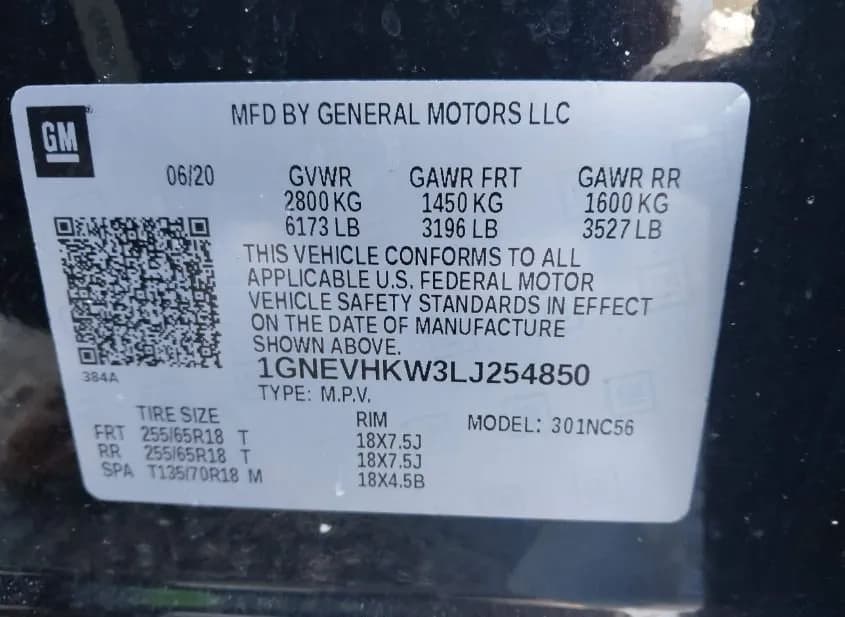 GM
MFD BY GENERAL MOTORS LLC
06/20 GVWR GAWR FRT GAWR RR
2800 KG 1450 KG 1600 KG
6173 LB 3196 LB 3527 LB
THIS VEHICLE CONFORMS TO ALL
APPLICABLE U.S. FEDERAL MOTOR
VEHICLE SAFETY STANDARDS IN EFFECT
ON THE DATE OF MANUFACTURE
SHOWN ABOVE.
384A
1GNEVHKW3LJ254850
TYPE: M.P.V.
TIRE SIZE RIM MODEL: 301NC56
FRT 255/65R18 T 18X7.5J
RR 255/65R18 T 18X7.5J
SPA T135/70R18 M 18X4.5B